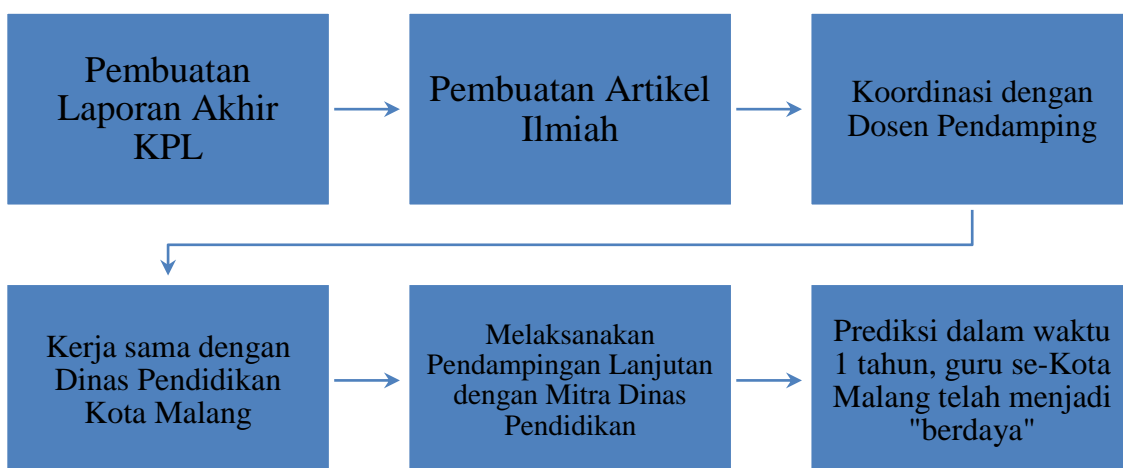 Pembuatan
Laporan Akhir
KPL
Pembuatan Artikel
Ilmiah
Koordinasi dengan
Dosen Pendamping
Kerja sama dengan
Dinas Pendidikan
Kota Malang
Melaksanakan
Pendampingan Lanjutan
dengan Mitra Dinas
Pendidikan
Prediksi dalam waktu
1 tahun, guru se-Kota
Malang telah menjadi
"berdaya"